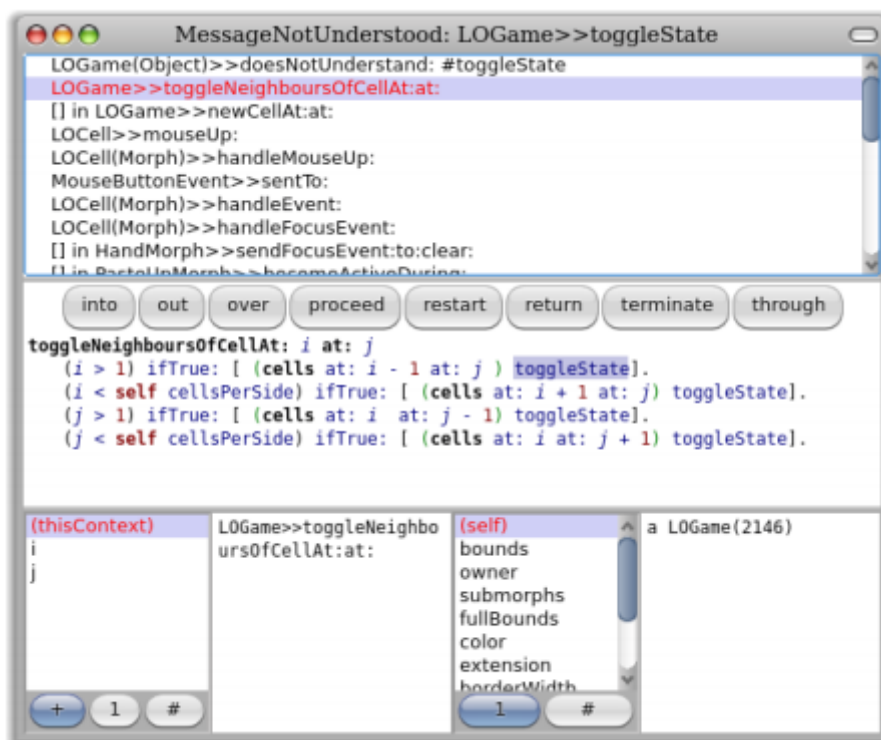 MessageNotUnderstood: LOGame>>toggleState
LOGame(Object)>>doesNotUnderstand: #toggleState
LOGame>>toggleNeighboursOfCellAt:at:
[] in LOGame>>newCellAt:at:
LOCell>>mouseUp:
LOCell(Morph)>>handleMouseUp:
MouseButtonEvent>>sentTo:
LOCell(Morph)>>handleEvent:
LOCell(Morph)>>handleFocusEvent:
[] in HandMorph>>sendFocusEvent:to:clear:
[] in PasteUpMorph>>becomeActiveDuring:
into out over proceed restart return terminate through
toggleNeighboursOfCellAt: i at: j
(i > 1) ifTrue: [ (cells at: i - 1 at: j ) toggleState].
(i < self cellsPerSide) ifTrue: [ (cells at: i + 1 at: j) toggleState].
(j > 1) ifTrue: [ (cells at: i  at: j - 1) toggleState].
(j < self cellsPerSide) ifTrue: [ (cells at: i at: j + 1) toggleState].
(thisContext)
i
j
+ 1 #
LOGame>>toggleNeighbo
ursOfCellAt:at:
(self)
bounds
owner
submorphs
fullBounds
color
extension
borderWidth
1 #
a LOGame(2146)